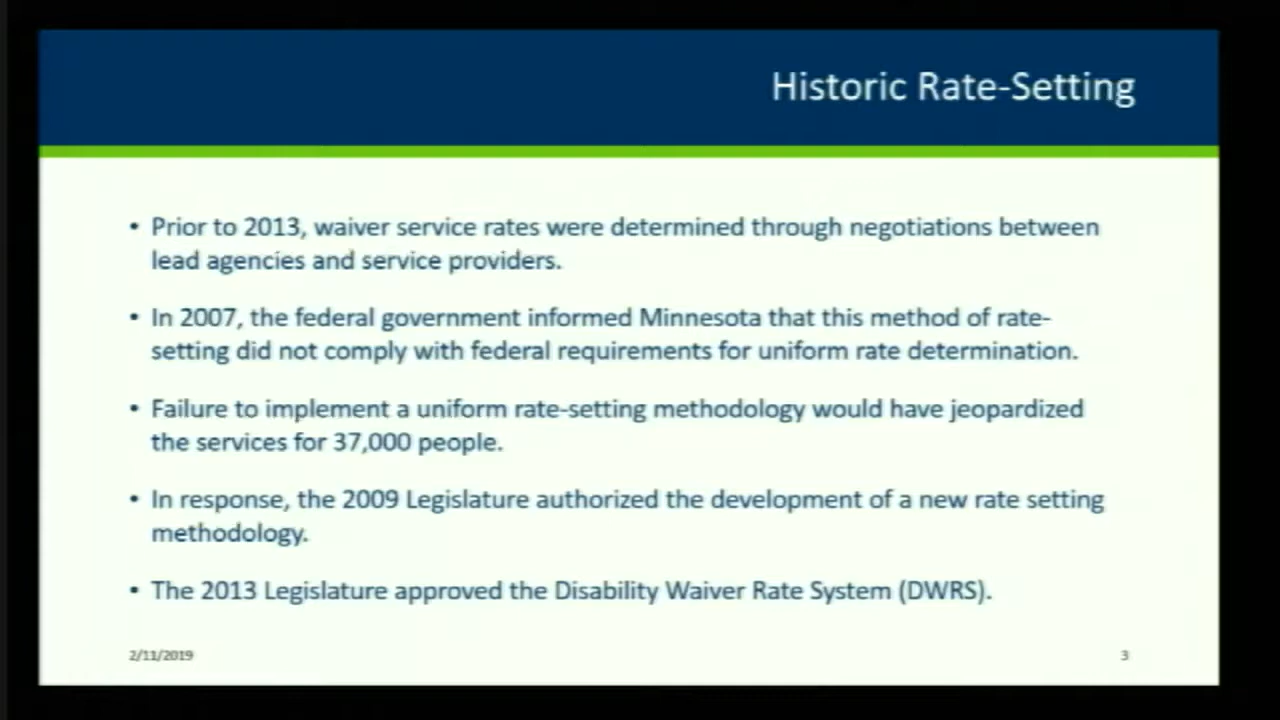 Historic Rate-Setting
• Prior to 2013, waiver service rates were determined through negotiations between
lead agencies and service providers.
• In 2007, the federal government informed Minnesota that this method of rate-
setting did not comply with federal requirements for uniform rate determination.
• Failure to implement a uniform rate-setting methodology would have jeopardized
the services for 37,000 people.
• In response, the 2009 Legislature authorized the development of a new rate setting
methodology.
• The 2013 Legislature approved the Disability Waiver Rate System (DWRS).
2/11/2019
3